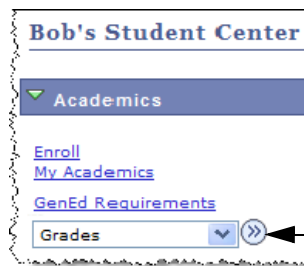 Bob's Student Center
Academics
Enroll
My Academics
GenEd Requirements
Grades